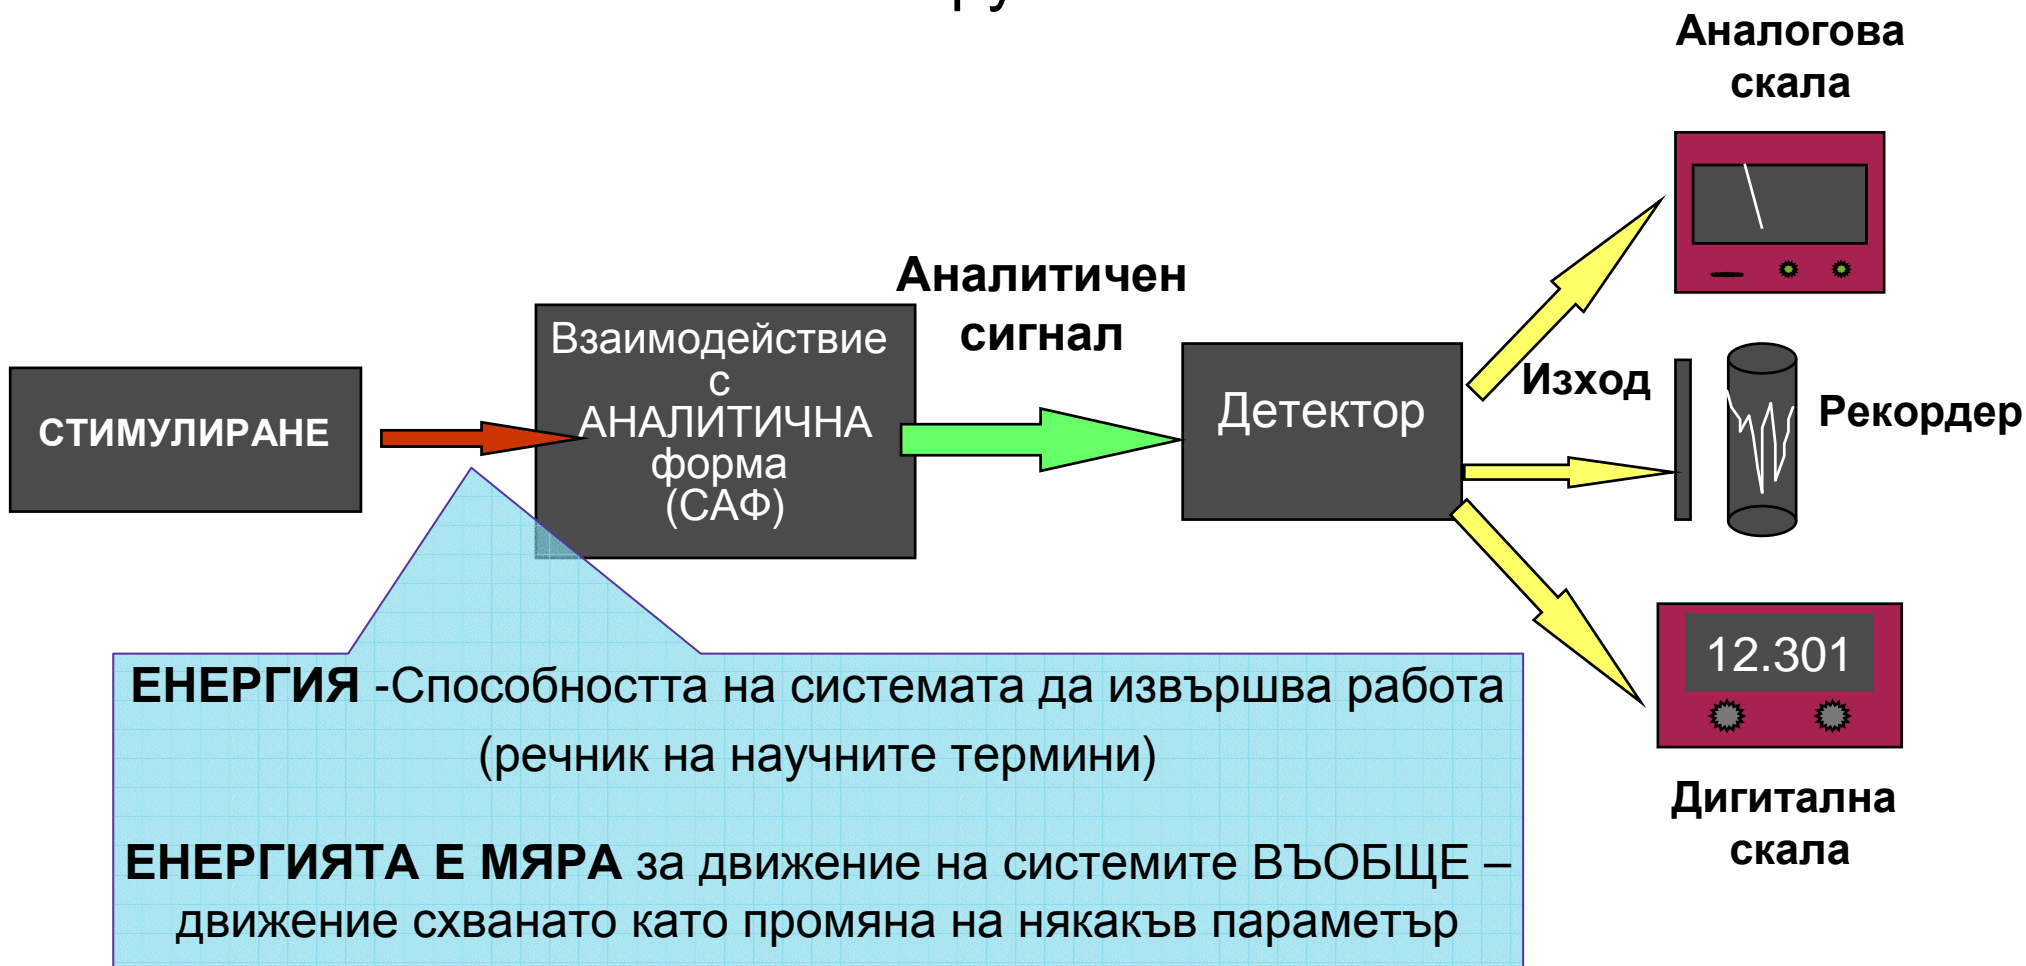 Аналогова
скала
Аналитичен
сигнал
СТИМУЛИРАНЕ
Взаимодействие
с
АНАЛИТИЧНА
форма
(САФ)
Детектор
Изход
Рекордер
12.301
Дигитална
скала
ЕНЕРГИЯ -Способността на системата да извършва работа
(речник на научните термини)
ЕНЕРГИЯТА Е МЯРА за движение на системите ВЪОБЩЕ –
движение схванато като промяна на някакъв параметър